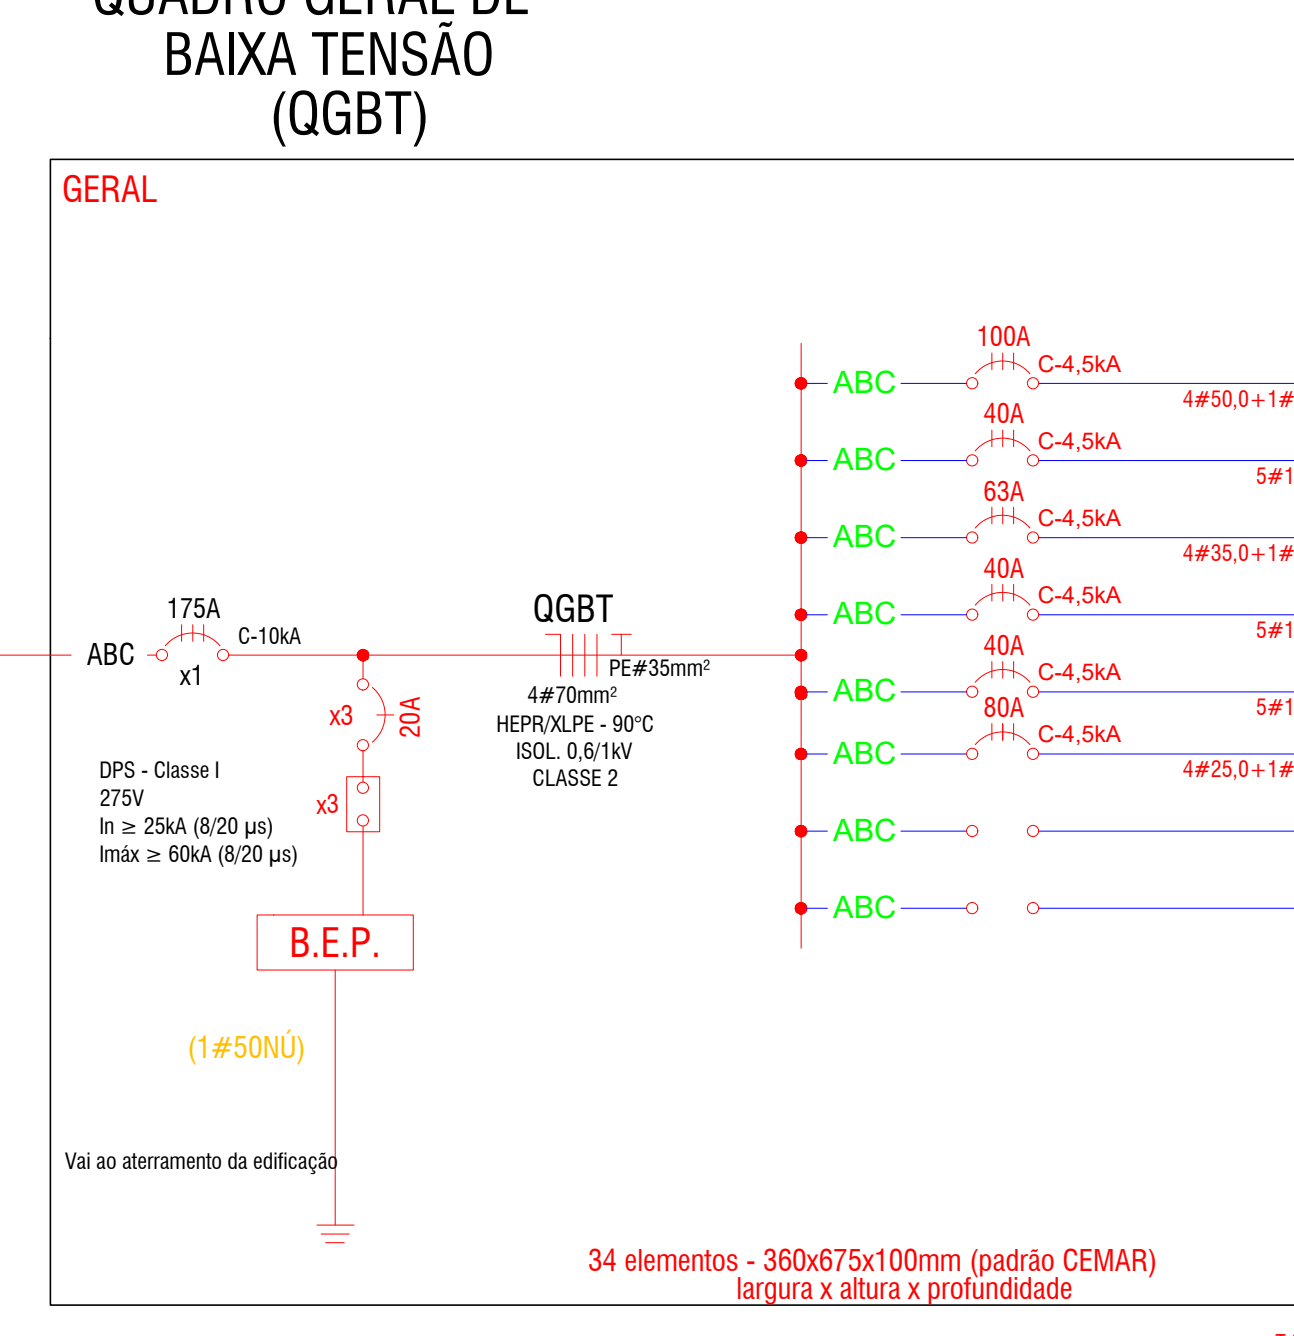 QUADRO GERAL DE
BAIXA TENSÃO
(QGBT)
GERAL
100A
ABC
C-4,5kA
4#50,0+1#
40A
ABC
C-4,5kA
5#1
63A
ABC
C-4,5kA
4#35,0+1#
40A
ABC
C-4,5kA
5#1
40A
ABC
C-4,5kA
5#1
80A
ABC
C-4,5kA
4#25,0+1#
ABC
ABC
175A
ABC
C-10kA
x1
QGBT
PE#35mm²
4#70mm²
HEPR/XLPE - 90°C
ISOL. 0,6/1kV
CLASSE 2
x3
20A
DPS - Classe I
275V
In ≥ 25kA (8/20 µs)
Imáx ≥ 60kA (8/20 µs)
x3
B.E.P.
(1#50NÚ)
Vai ao aterramento da edificação
34 elementos - 360x675x100mm (padrão CEMAR)
largura x altura x profundidade